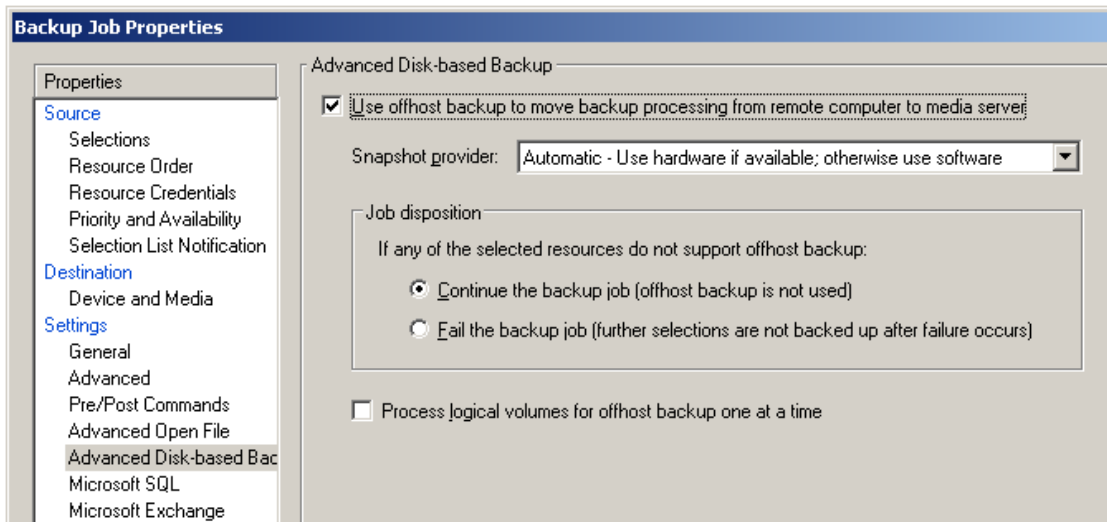 Backup Job Properties
Properties
Source
Selections
Resource Order
Resource Credentials
Priority and Availability
Selection List Notification
Destination
Device and Media
Settings
General
Advanced
Pre/Post Commands
Advanced Open File
Advanced Disk-based Bac
Microsoft SQL
Microsoft Exchange
Advanced Disk-based Backup
Use offhost backup to move backup processing from remote computer to media server
Snapshot provider: Automatic - Use hardware if available; otherwise use software
Job disposition
If any of the selected resources do not support offhost backup:
Continue the backup job (offhost backup is not used)
Fail the backup job (further selections are not backed up after failure occurs)
Process logical volumes for offhost backup one at a time